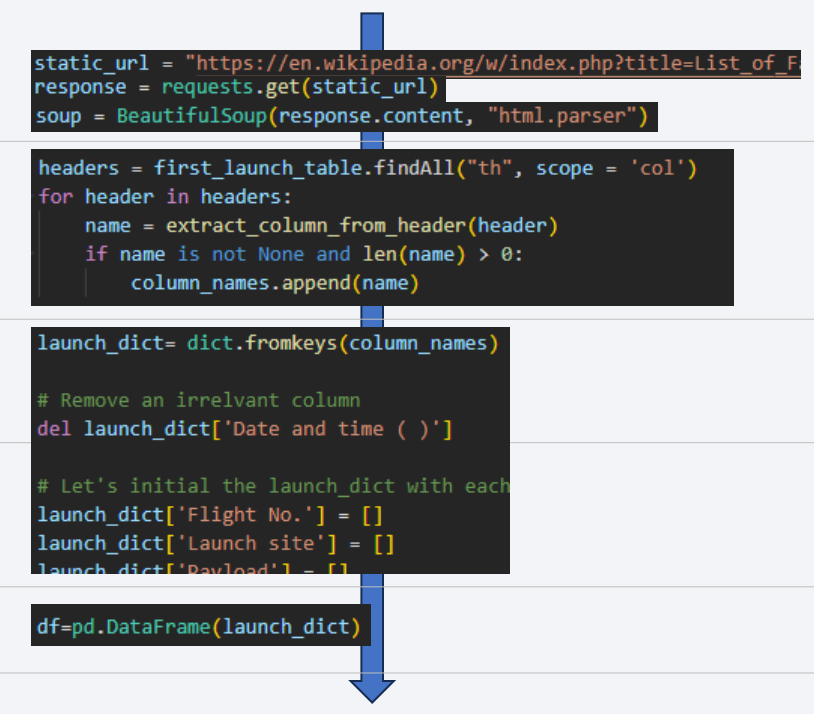 static_url = "https://en.wikipedia.org/w/index.php?title=List_of_F
response = requests.get(static_url)
soup = BeautifulSoup(response.content, "html.parser")
headers = first_launch_table.findAll("th", scope = 'col')
for header in headers:
    name = extract_column_from_header(header)
    if name is not None and len(name) > 0:
        column_names.append(name)
launch_dict= dict.fromkeys(column_names)
# Remove an irrelvant column
del launch_dict['Date and time ( )']
# Let's initial the launch_dict with each
launch_dict['Flight No.'] = []
launch_dict['Launch site'] = []
launch_dict['Payload'] = []
df=pd.DataFrame(launch_dict)